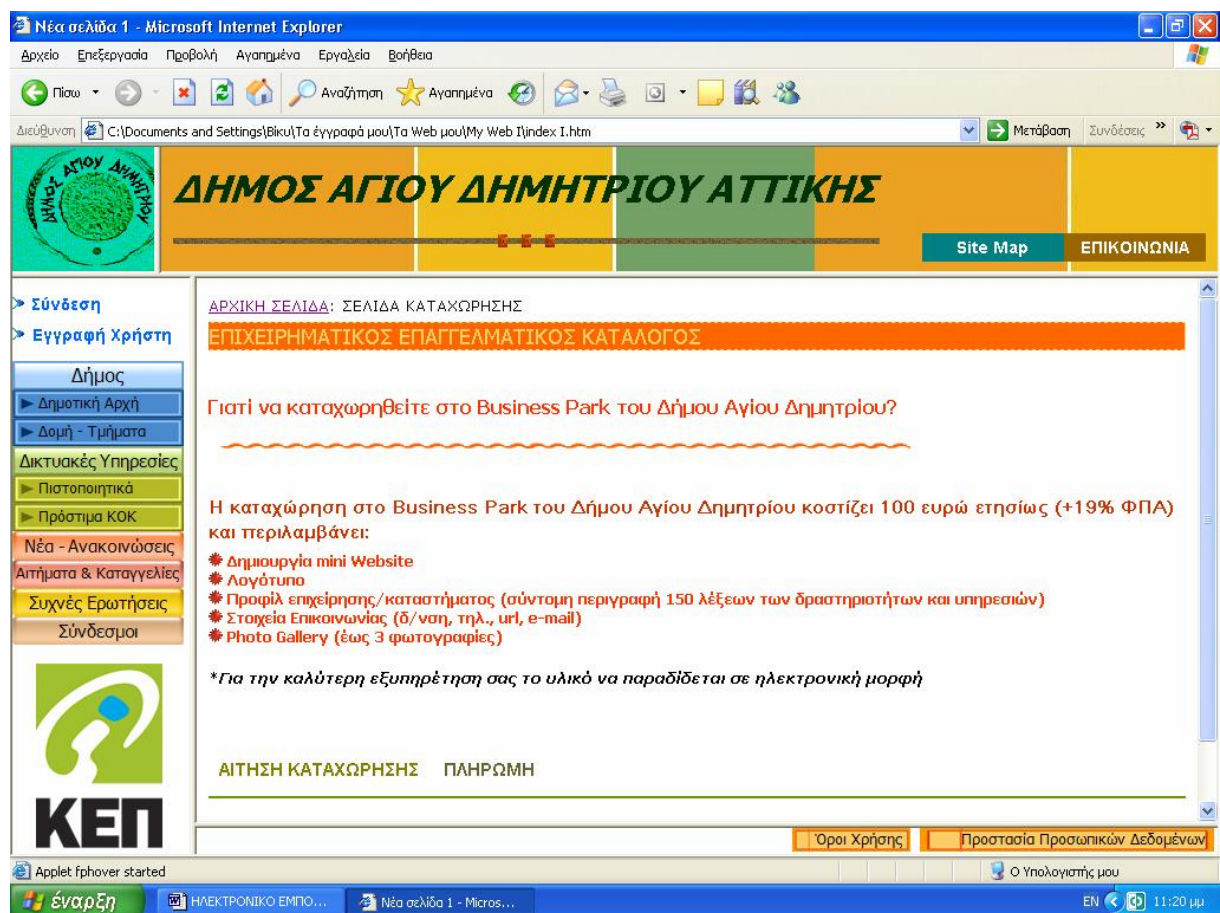 Νέα σελίδα 1 - Microsoft Internet Explorer
Αρχείο Επεξεργασία Προβολή Αγαπημένα Εργαλεία Βοήθεια
Πίσω Αναζήτηση Αγαπημένα
Διεύθυνση C:\Documents and Settings\Biku\Τα έγγραφά μου\Τα Web μου\My Web I\index I.htm Μετάβαση Συνδέσεις »
ΔΗΜΟΣ ΑΓΙΟΥ ΔΗΜΗΤΡΙΟΥ
ΔΗΜΟΣ ΑΓΙΟΥ ΔΗΜΗΤΡΙΟΥ ΑΤΤΙΚΗΣ
Site Map ΕΠΙΚΟΙΝΩΝΙΑ
Σύνδεση
Εγγραφή Χρήστη
Δήμος
Δημοτική Αρχή
Δομή - Τμήματα
Δικτυακές Υπηρεσίες
Πιστοποιητικά
Πρόστιμα ΚΟΚ
Νέα - Ανακοινώσεις
Αιτήματα & Καταγγελίες
Συχνές Ερωτήσεις
Σύνδεσμοι
ΚΕΠ
ΑΡΧΙΚΗ ΣΕΛΙΔΑ: ΣΕΛΙΔΑ ΚΑΤΑΧΩΡΗΣΗΣ
ΕΠΙΧΕΙΡΗΜΑΤΙΚΟΣ ΕΠΑΓΓΕΛΜΑΤΙΚΟΣ ΚΑΤΑΛΟΓΟΣ
Γιατί να καταχωρηθείτε στο Business Park του Δήμου Αγίου Δημητρίου?
Η καταχώρηση στο Business Park του Δήμου Αγίου Δημητρίου κοστίζει 100 ευρώ ετησίως (+19% ΦΠΑ)
και περιλαμβάνει:
Δημιουργία mini Website
Λογότυπο
Προφίλ επιχείρησης/καταστήματος (σύντομη περιγραφή 150 λέξεων των δραστηριοτήτων και υπηρεσιών)
Στοιχεία Επικοινωνίας (δ/νση, τηλ., url, e-mail)
Photo Gallery (έως 3 φωτογραφίες)
*Για την καλύτερη εξυπηρέτηση σας το υλικό να παραδίδεται σε ηλεκτρονική μορφή
ΑΙΤΗΣΗ ΚΑΤΑΧΩΡΗΣΗΣ ΠΛΗΡΩΜΗ
Όροι Χρήσης Προστασία Προσωπικών Δεδομένων
Applet fphover started Ο Υπολογιστής μου
έναρξη ΗΛΕΚΤΡΟΝΙΚΟ ΕΜΠΟ... Νέα σελίδα 1 - Micros... EN 11:20 μμ